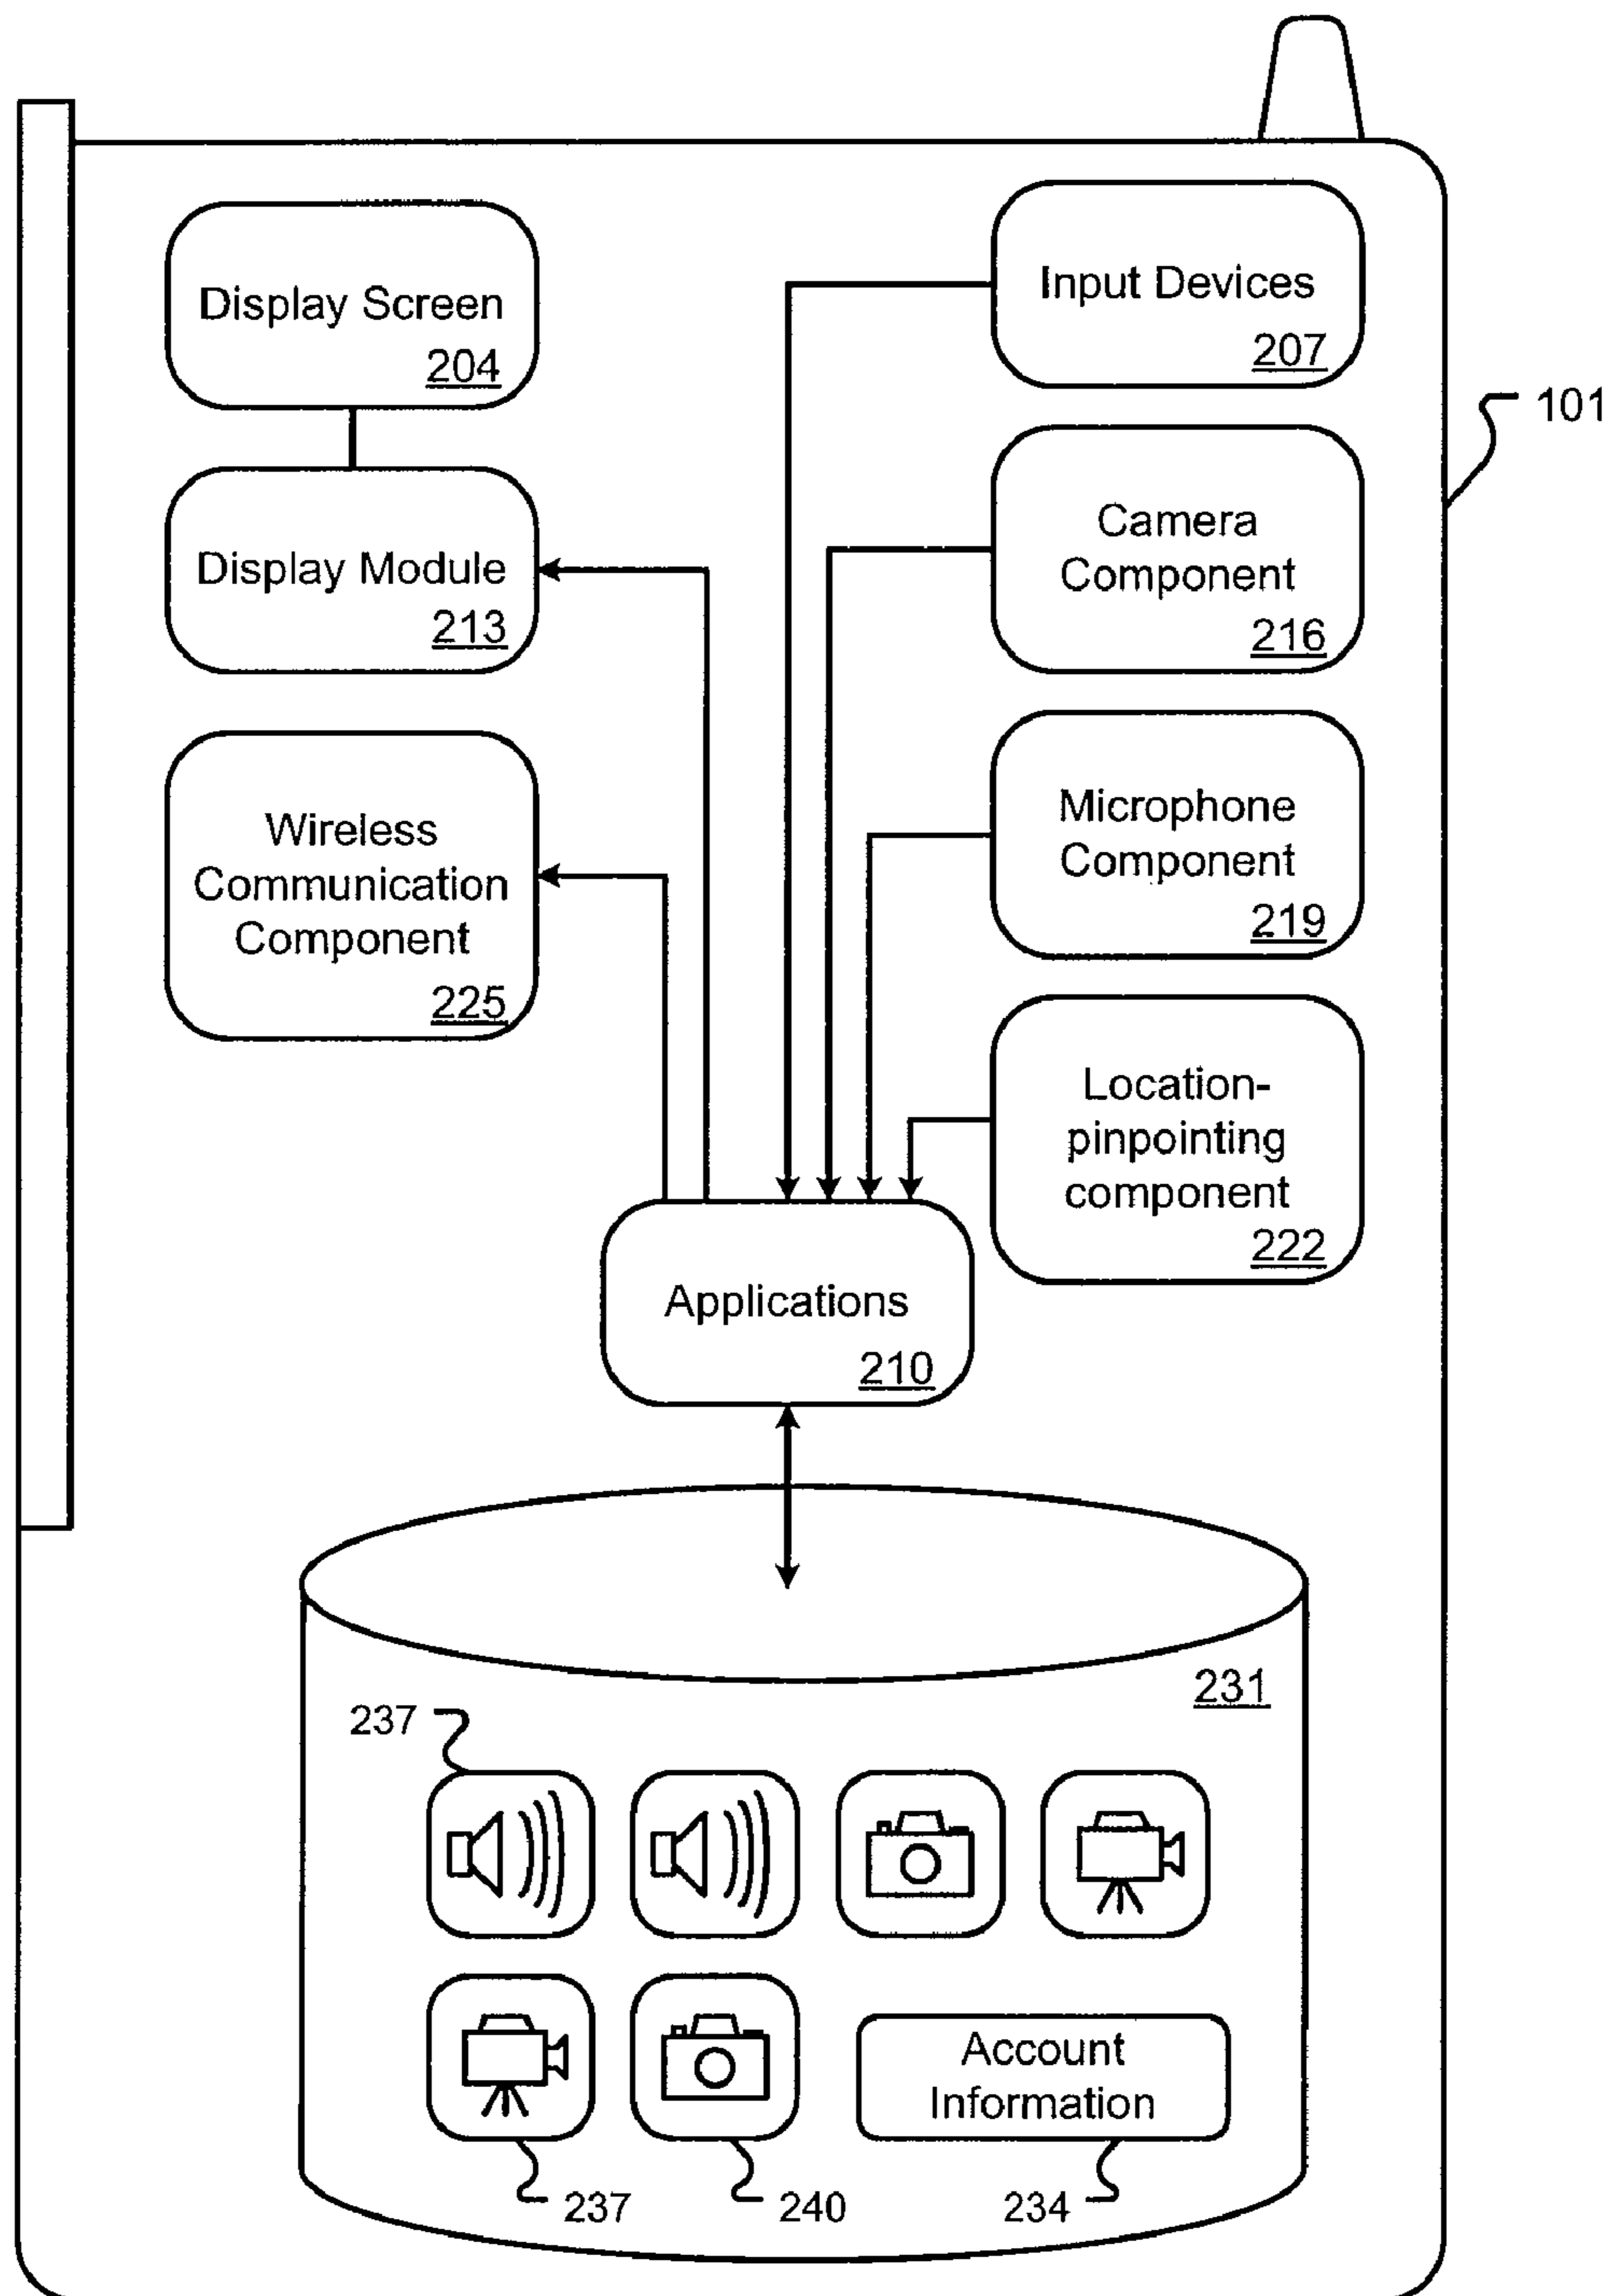 Display Screen
204
Input Devices
207
101
Display Module
213
Camera
Component
216
Wireless
Communication
Component
225
Microphone
Component
219
Location-
pinpointing
component
222
Applications
210
231
237
Account
Information
237
240
234